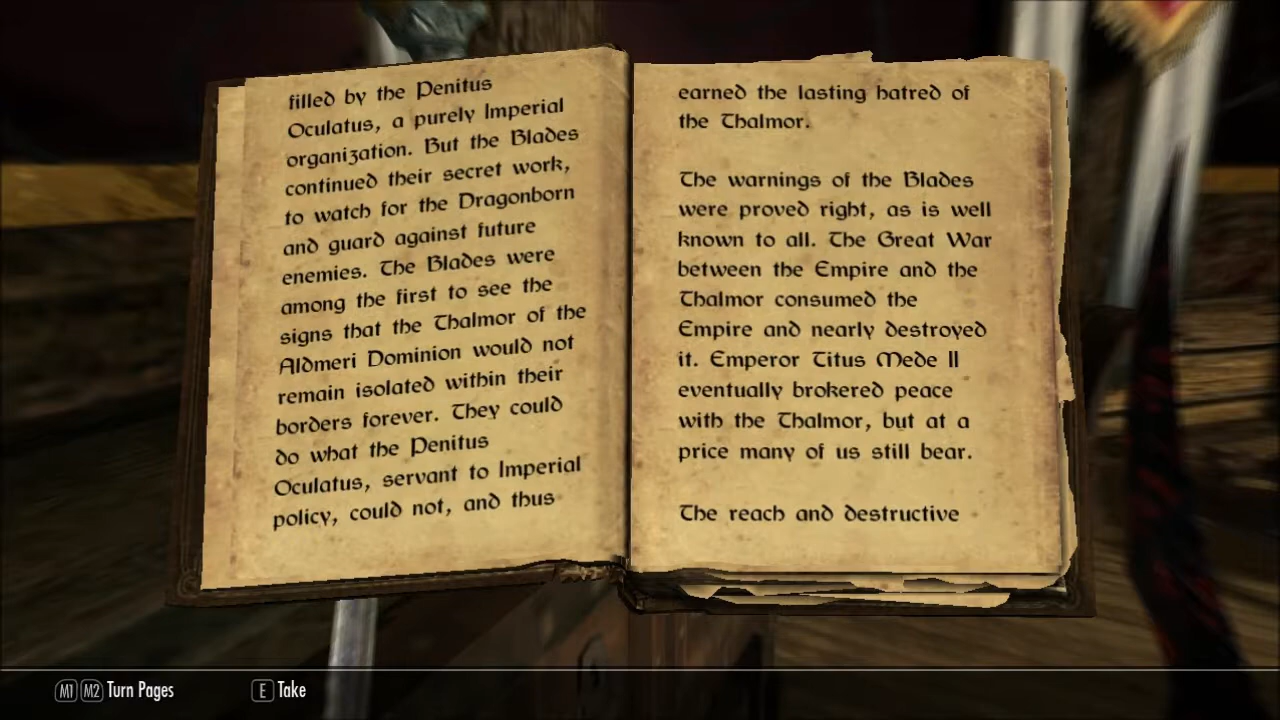 filled by the Penitus
Oculatus, a purely Imperial
organization. But the Blades
continued their secret work,
to watch for the Dragonborn
and guard against future
enemies. The Blades were
among the first to see the
signs that the Thalmor of the
Aldmeri Dominion would not
remain isolated within their
borders forever. They could
do what the Penitus
Oculatus, servant to Imperial
policy, could not, and thus
earned the lasting hatred of
the Thalmor.
The warnings of the Blades
were proved right, as is well
known to all. The Great War
between the Empire and the
Thalmor consumed the
Empire and nearly destroyed
it. Emperor Titus Mede II
eventually brokered peace
with the Thalmor, but at a
price many of us still bear.
The reach and destructive
M1 M2 Turn Pages
E Take